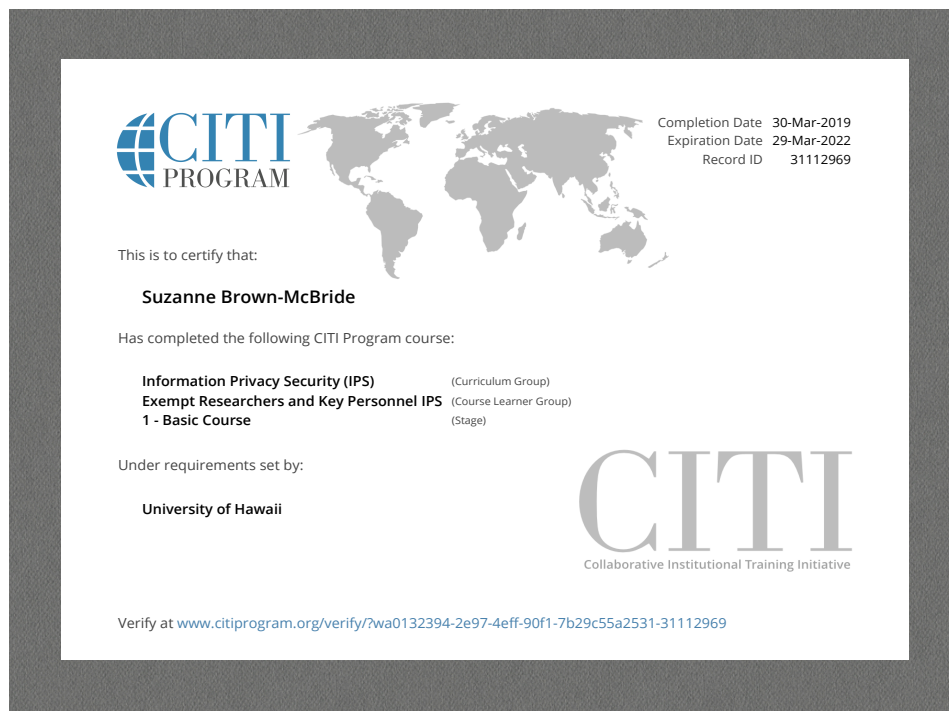 CITI
PROGRAM
Completion Date 30-Mar-2019
Expiration Date 29-Mar-2022
Record ID 31112969
This is to certify that:
Suzanne Brown-McBride
Has completed the following CITI Program course:
Information Privacy Security (IPS) (Curriculum Group)
Exempt Researchers and Key Personnel IPS (Course Learner Group)
1 - Basic Course (Stage)
Under requirements set by:
University of Hawaii
CITI
Collaborative Institutional Training Initiative
Verify at www.citiprogram.org/verify/?wa0132394-2e97-4eff-90f1-7b29c55a2531-31112969